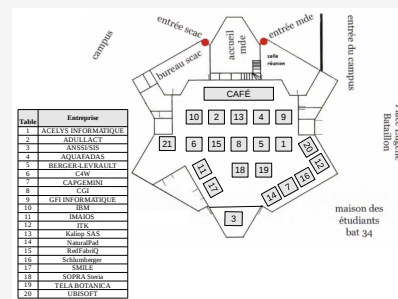 entrée scac
entrée mde
campus
bureau scac
accueil
mde
salle
réunion
entrée du campus
CAFÉ
10 2 13 4 9
21 6 15 8 5 1
20
12
11
17
18 19
16
7
14
3
Bataillon
maison des
étudiants
bat 34
Table Entreprise
1 ACELYS INFORMATIQUE
2 ADULLACT
3 ANSSI/SIS
4 AQUAFADAS
5 BERGER-LEVRAULT
6 C4W
7 CAPGEMINI
8 CGI
9 GFI INFORMATIQUE
10 IBM
11 IMAIOS
12 ITK
13 Kaliop SAS
14 NaturalPad
15 RedFabriQ
16 Schlumberger
17 SMILE
18 SOPRA Steria
19 TELA BOTANICA
20 UBISOFT